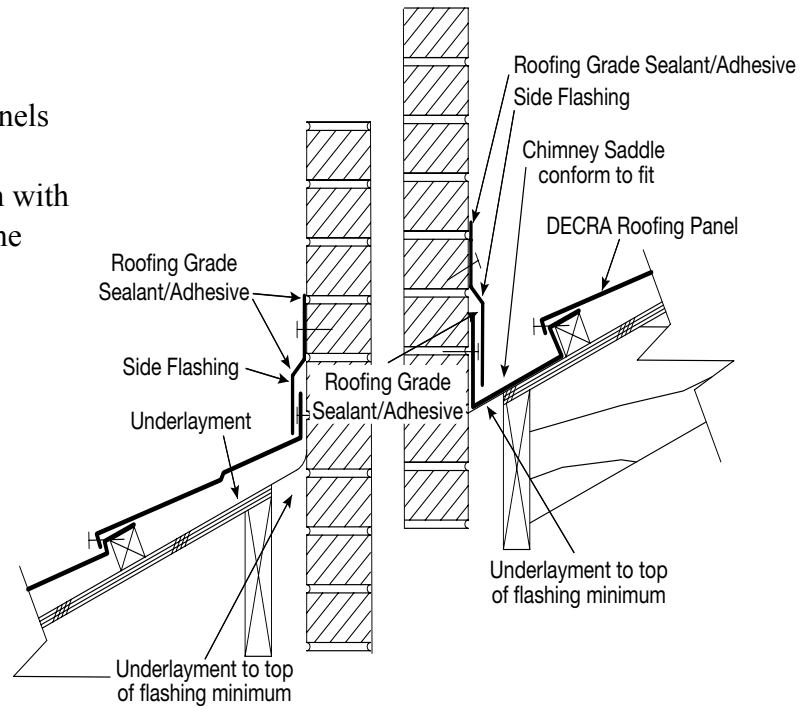 nels
n with
ne
Roofing Grade Sealant/Adhesive
Side Flashing
Chimney Saddle
conform to fit
DECRA Roofing Panel
Roofing Grade
Sealant/Adhesive
Side Flashing
Roofing Grade
Sealant/Adhesive
Underlayment
Underlayment to top
of flashing minimum
Underlayment to top
of flashing minimum